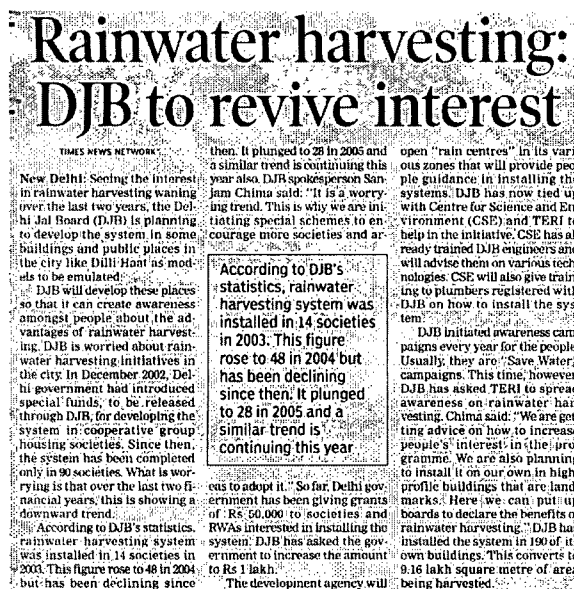 Rainwater harvesting:
DJB to revive interest
TIMES NEWS NETWORK
New Delhi: Seeing the interest
in rainwater harvesting waning
over the last two years, the Del-
hi Jal Board (DJB) is planning
to develop the system in some
buildings and public places in
the city like Dilli Haat as mod-
els to be emulated.
DJB will develop these places
so that it can create awareness
amongst people about the ad-
vantages of rainwater harvest-
ing. DJB is worried about rain-
water harvesting initiatives in
the city. In December 2002, Del-
hi government had introduced
special funds, to be released
through DJB, for developing the
system in cooperative group
housing societies. Since then,
the system has been completed
only in 90 societies. What is wor-
rying is that over the last two fi-
nancial years, this is showing a
downward trend.
According to DJB's statistics,
rainwater harvesting system
was installed in 14 societies in
2003. This figure rose to 48 in 2004
but has been declining since
then. It plunged to 28 in 2005 and
a similar trend is continuing this
year also. DJB spokesperson San-
jam Chima said: "It is a worry-
ing trend. This is why we are ini-
tiating special schemes to en-
courage more societies and ar-
According to DJB's
statistics, rainwater
harvesting system was
installed in 14 societies
in 2003. This figure
rose to 48 in 2004 but
has been declining
since then. It plunged
to 28 in 2005 and a
similar trend is
continuing this year
eas to adopt it." So far, Delhi gov-
ernment has been giving grants
of Rs 50,000 to societies and
RWAs interested in installing the
system. DJB has asked the gov-
ernment to increase the amount
to Rs 1 lakh.
The development agency will
open "rain centres" in its vari
ous zones that will provide peo
ple guidance in installing the
systems. DJB has now tied up
with Centre for Science and En
vironment (CSE) and TERI to
help in the initiative. CSE has al
ready trained DJB engineers and
will advise them on various tech
nologies. CSE will also give train
ing to plumbers registered with
DJB on how to install the sys
tem.
DJB initiated awareness cam
paigns every year for the people.
Usually, they are "Save Water,
campaigns. This time, however
DJB has asked TERI to spread
awareness on rainwater har
vesting. Chima said: "We are get
ting advice on how to increase
people's interest in the pro
gramme. We are also planning
to install it on our own in high
profile buildings that are land
marks. Here we can put up
boards to declare the benefits o
rainwater harvesting." DJB ha
installed the system in 190 of it
own buildings. This converts to
9.16 lakh square metre of area
being harvested.